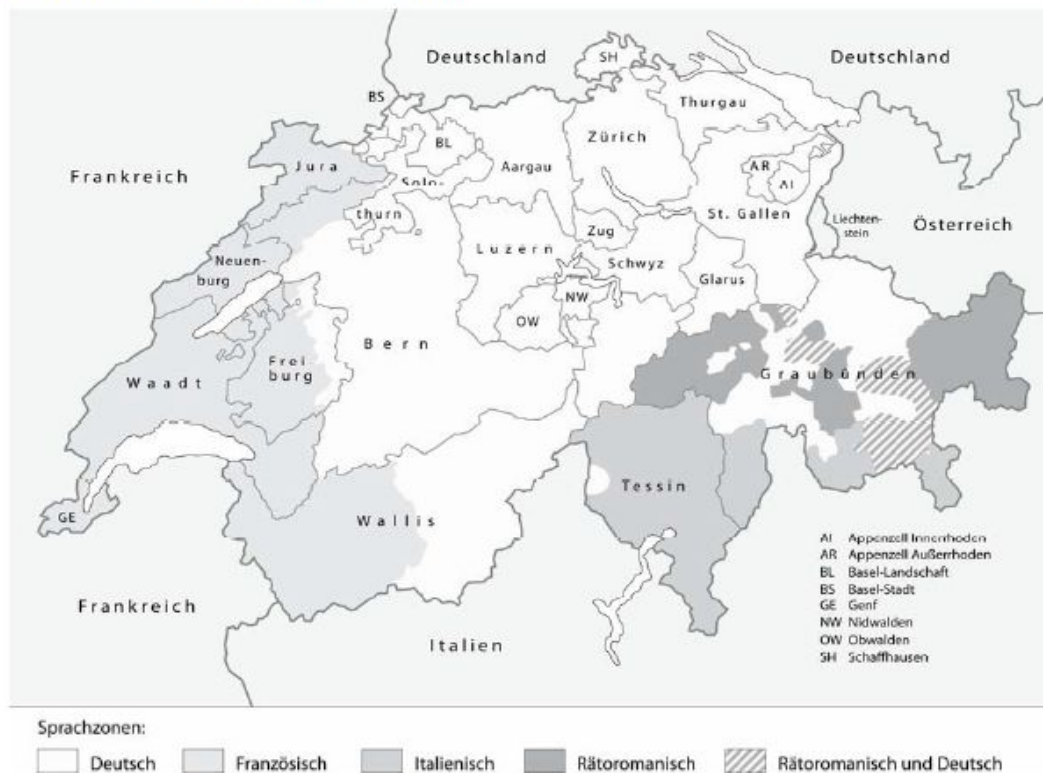 Deutschland
Deutschland
SH
BS
Thurgau
BL
Zürich
Jura
Aargau
AR
Frankreich
AI
Solo-
thurn
St. Gallen
Liechten-
stein
Österreich
Zug
Luzern
Schwyz
Neuen-
burg
Glarus
NW
OW
Bern
Frei
burg
Graubünden
Waadt
Tessin
GE
Wallis
AI Appenzell Innerrhoden
AR Appenzell Außerrhoden
BL Basel-Landschaft
BS Basel-Stadt
GE Genf
NW Nidwalden
OW Obwalden
SH Schaffhausen
Frankreich
Italien
Sprachzonen:
Deutsch Französisch Italienisch Rätoromanisch Rätoromanisch und Deutsch